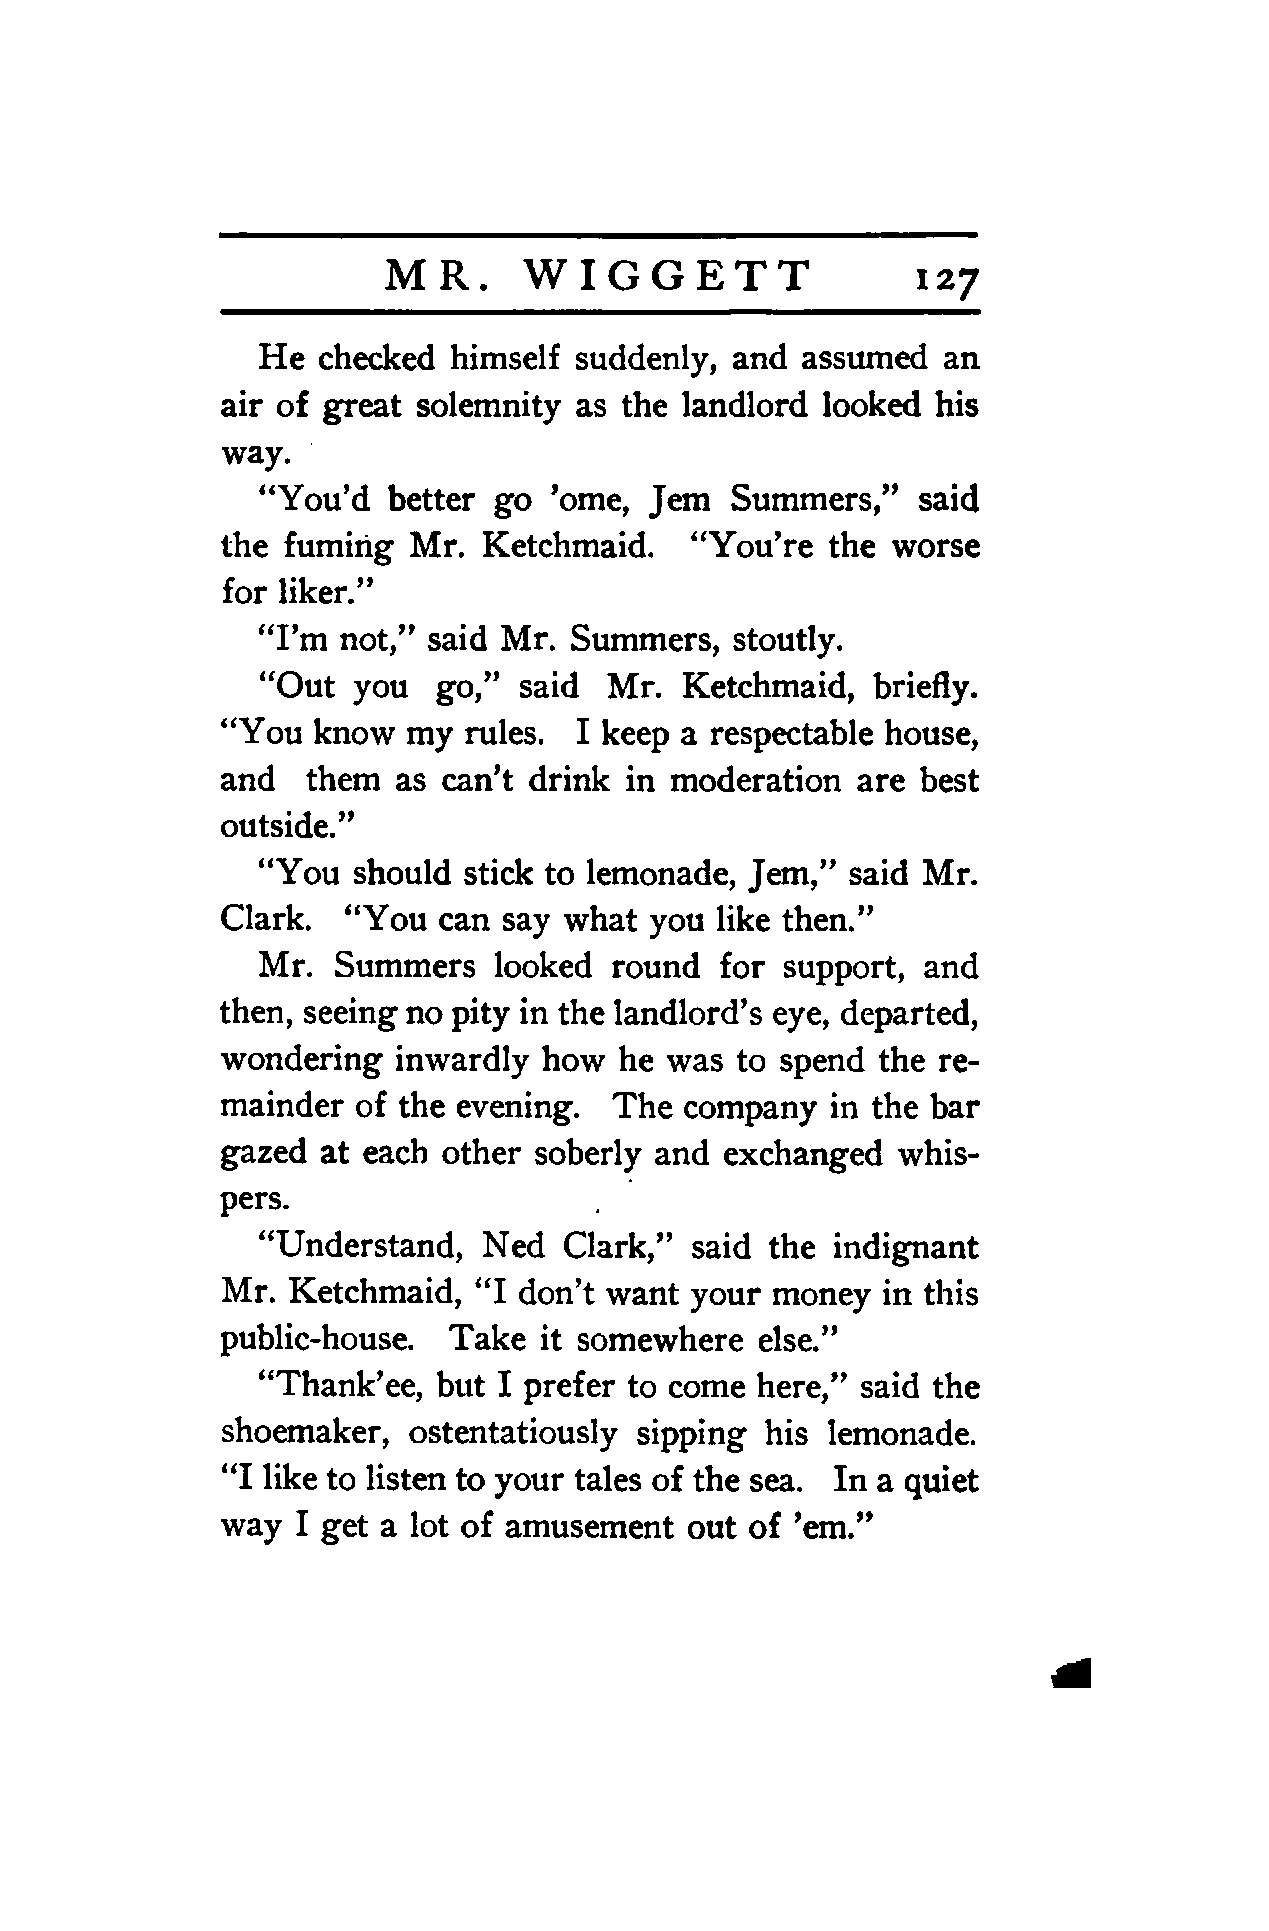 MR. WIGGETT 127
He checked himself suddenly, and assumed an
air of great solemnity as the landlord looked his
way.
“You’d better go ’ome, Jem Summers,” said
the fuming Mr. Ketchmaid. “You’re the worse
for liker.”
“I’m not,” said Mr. Summers, stoutly.
“Out you go,” said Mr. Ketchmaid, briefly.
“You know my rules. I keep a respectable house,
and them as can’t drink in moderation are best
outside.”
“You should stick to lemonade, Jem,” said Mr.
Clark. “You can say what you like then.”
Mr. Summers looked round for support, and
then, seeing no pity in the landlord’s eye, departed,
wondering inwardly how he was to spend the re-
mainder of the evening. The company in the bar
gazed at each other soberly and exchanged whis-
pers.
“Understand, Ned Clark,” said the indignant
Mr. Ketchmaid, “I don’t want your money in this
public-house. Take it somewhere else.”
“Thank’ee, but I prefer to come here,” said the
shoemaker, ostentatiously sipping his lemonade.
“I like to listen to your tales of the sea. In a quiet
way I get a lot of amusement out of ’em.”